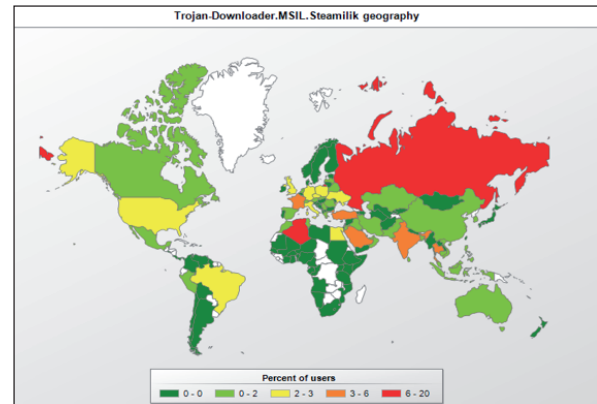 Trojan-Downloader.MSIL.Steamilik geography
Percent of users
0 - 0 0 - 2 2 - 3 3 - 6 6 - 20